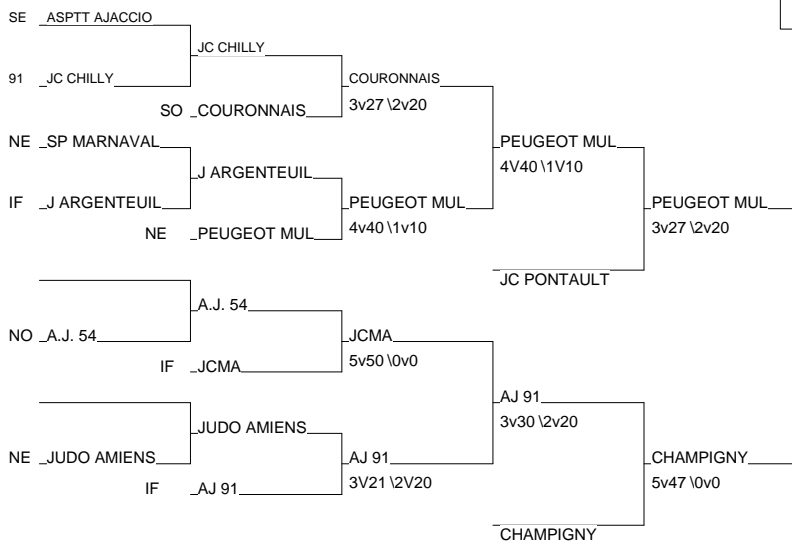 SE ASPTT AJACCIO
JC CHILLY
91 JC CHILLY
COURONNAIS
SO COURONNAIS
3v27 \2v20
NE SP MARNAVAL
PEUGEOT MUL
4V40 \1V10
J ARGENTEUIL
IF J ARGENTEUIL
PEUGEOT MUL
4v40 \1v10
PEUGEOT MUL
3v27 \2v20
NE PEUGEOT MUL
JC PONTAULT
A.J. 54
NO A.J. 54
JCMA
5v50 \0v0
IF JCMA
AJ 91
3v30 \2v20
JUDO AMIENS
NE JUDO AMIENS
AJ 91
3V21 \2V20
CHAMPIGNY
5v47 \0v0
IF AJ 91
CHAMPIGNY